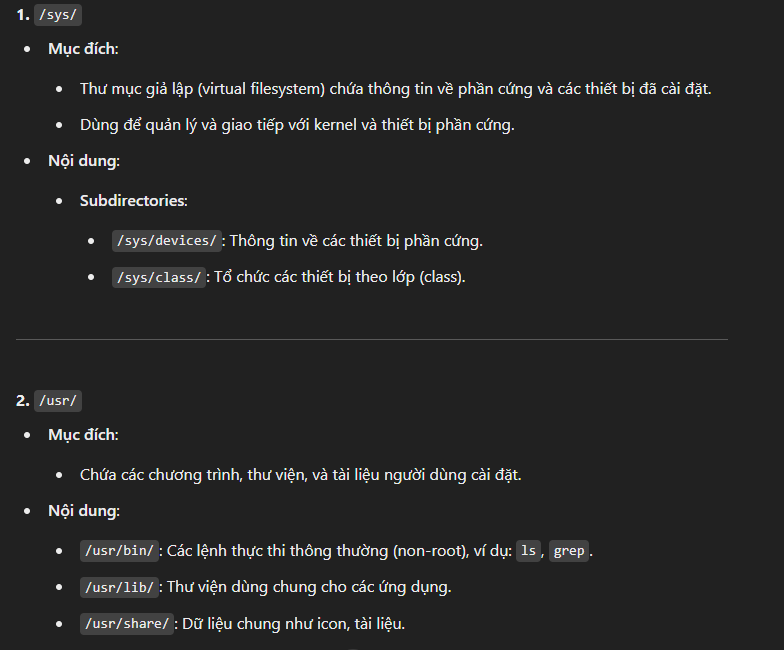 1. /sys/
Mục đích:
Thư mục giả lập (virtual filesystem) chứa thông tin về phần cứng và các thiết bị đã cài đặt.
Dùng để quản lý và giao tiếp với kernel và thiết bị phần cứng.
Nội dung:
Subdirectories:
/sys/devices/: Thông tin về các thiết bị phần cứng.
/sys/class/: Tổ chức các thiết bị theo lớp (class).
2. /usr/
Mục đích:
Chứa các chương trình, thư viện, và tài liệu người dùng cài đặt.
Nội dung:
/usr/bin/: Các lệnh thực thi thông thường (non-root), ví dụ: ls, grep.
/usr/lib/: Thư viện dùng chung cho các ứng dụng.
/usr/share/: Dữ liệu chung như icon, tài liệu.